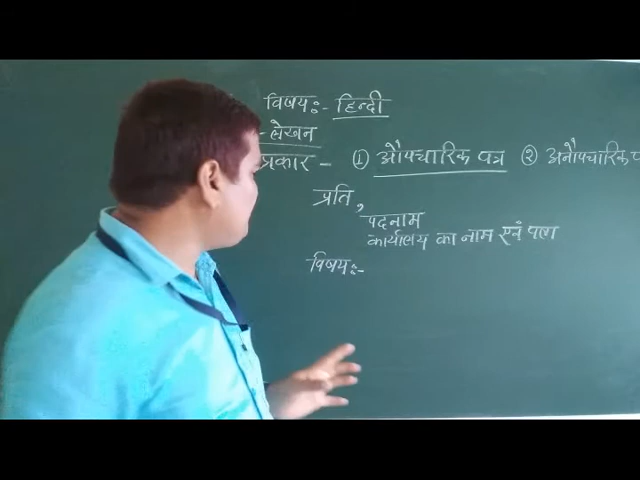 विषयः- हिन्दी
- लेखन
प्रकार - ① औपचारिक पत्र ② अनौपचारिक
प्रति,
पदनाम
कार्यालय का नाम एवं पता
विषयः-